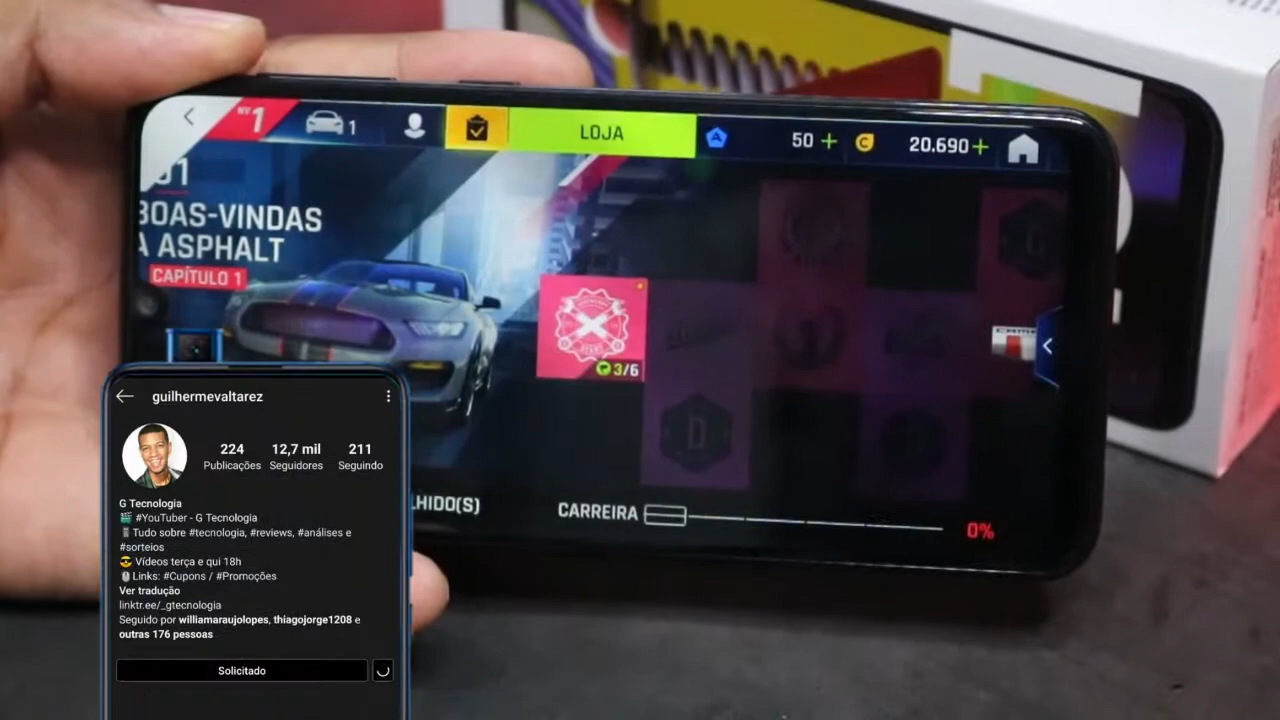 NV 1
1
LOJA
50 +
20.690 +
01
BOAS-VINDAS
A ASPHALT
CAPÍTULO 1
3/6
D
LHIDO(S)
CARREIRA
0%
guilhermevaltarez
224
12,7 mil
211
Publicações
Seguidores
Seguindo
G Tecnologia
#YouTuber - G Tecnologia
Tudo sobre #tecnologia, #reviews, #análises e
#sorteios
Vídeos terça e qui 18h
Links: #Cupons / #Promoções
Ver tradução
linktr.ee/_gtecnologia
Seguido por williamaraujolopes, thiagojorge1208 e
outras 176 pessoas
Solicitado